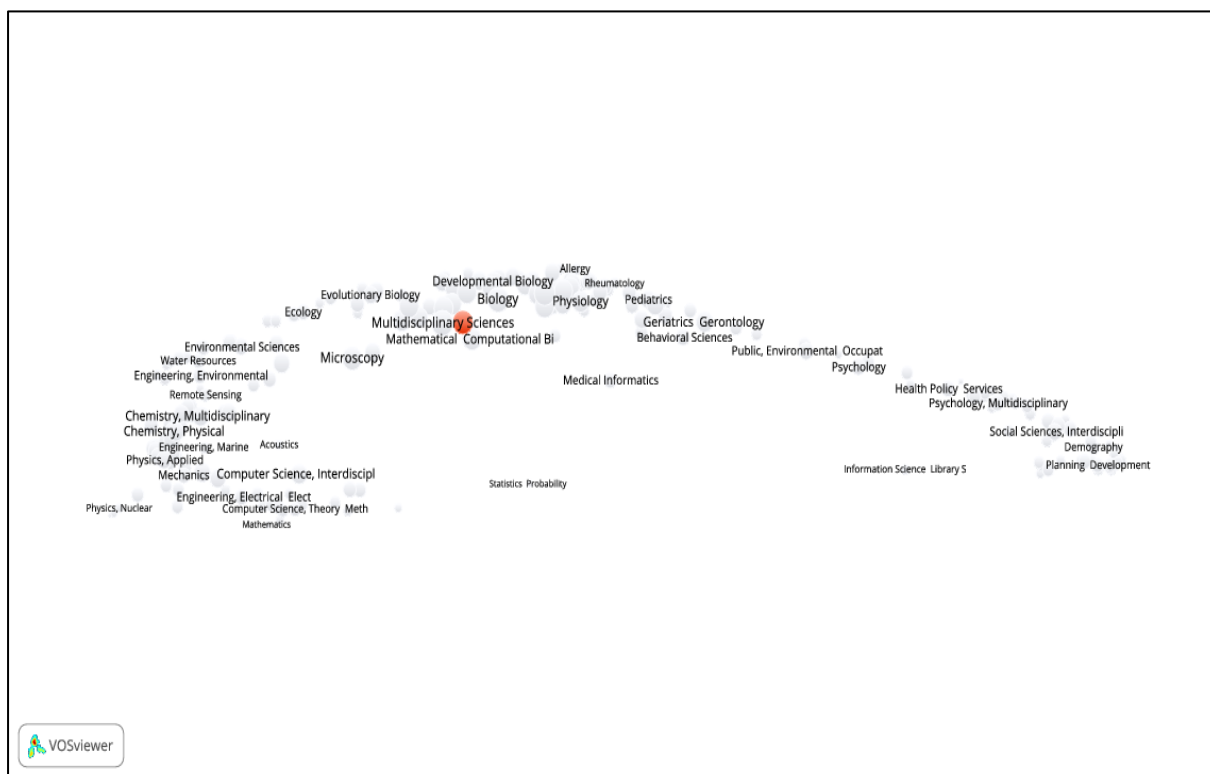 Allergy
Developmental Biology
Rheumatology
Evolutionary Biology
Biology
Physiology
Pediatrics
Ecology
Multidisciplinary Sciences
Geriatrics Gerontology
Mathematical Computational Bi
Behavioral Sciences
Environmental Sciences
Public, Environmental Occupat
Water Resources
Microscopy
Psychology
Engineering, Environmental
Medical Informatics
Remote Sensing
Health Policy Services
Psychology, Multidisciplinary
Chemistry, Multidisciplinary
Chemistry, Physical
Social Sciences, Interdiscipli
Engineering, Marine
Acoustics
Demography
Physics, Applied
Planning Development
Mechanics
Computer Science, Interdiscipl
Information Science Library S
Statistics Probability
Engineering, Electrical Elect
Physics, Nuclear
Computer Science, Theory Meth
Mathematics
VOSviewer